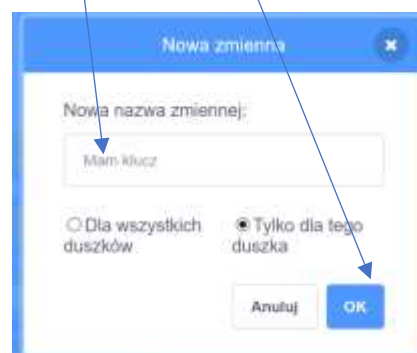 Nowa zmienna
Nowa nazwa zmiennej:
Mam klucz
Dla wszystkich duszków
Tylko dla tego duszka
Anuluj
OK